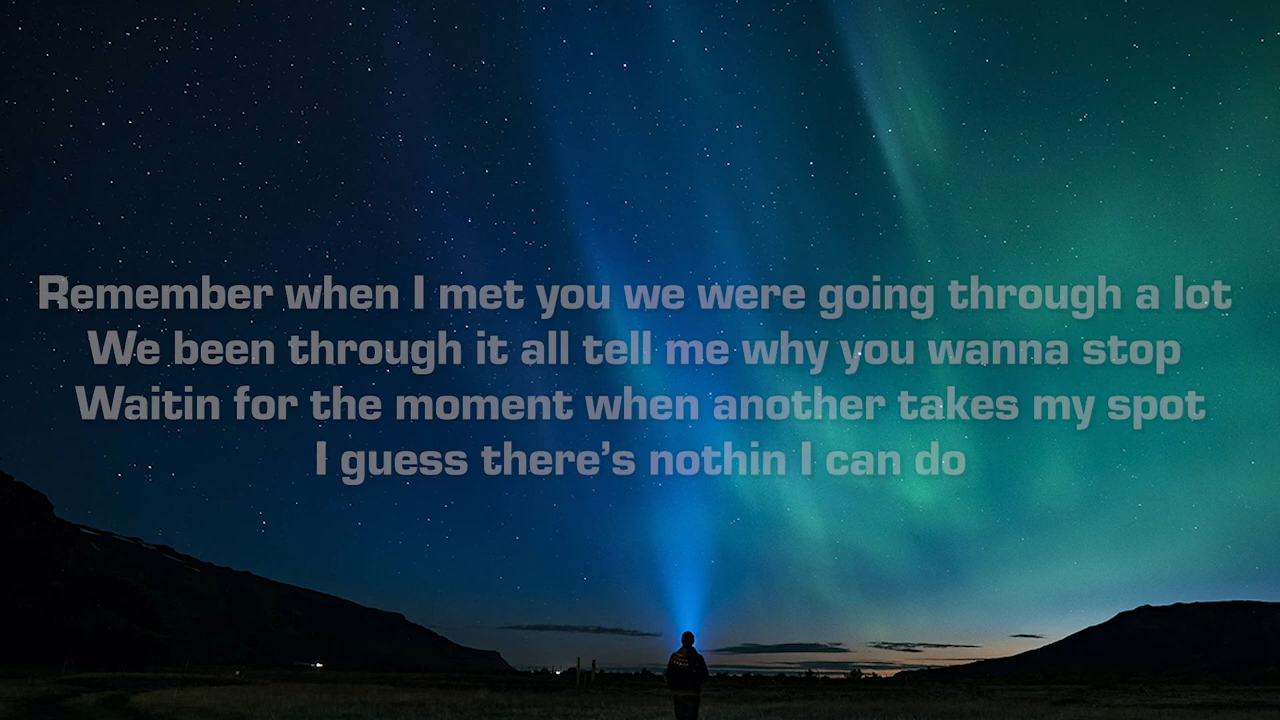 Remember when I met you we were going through a lot
We been through it all tell me why you wanna stop
Waitin for the moment when another takes my spot
I guess there’s nothin I can do